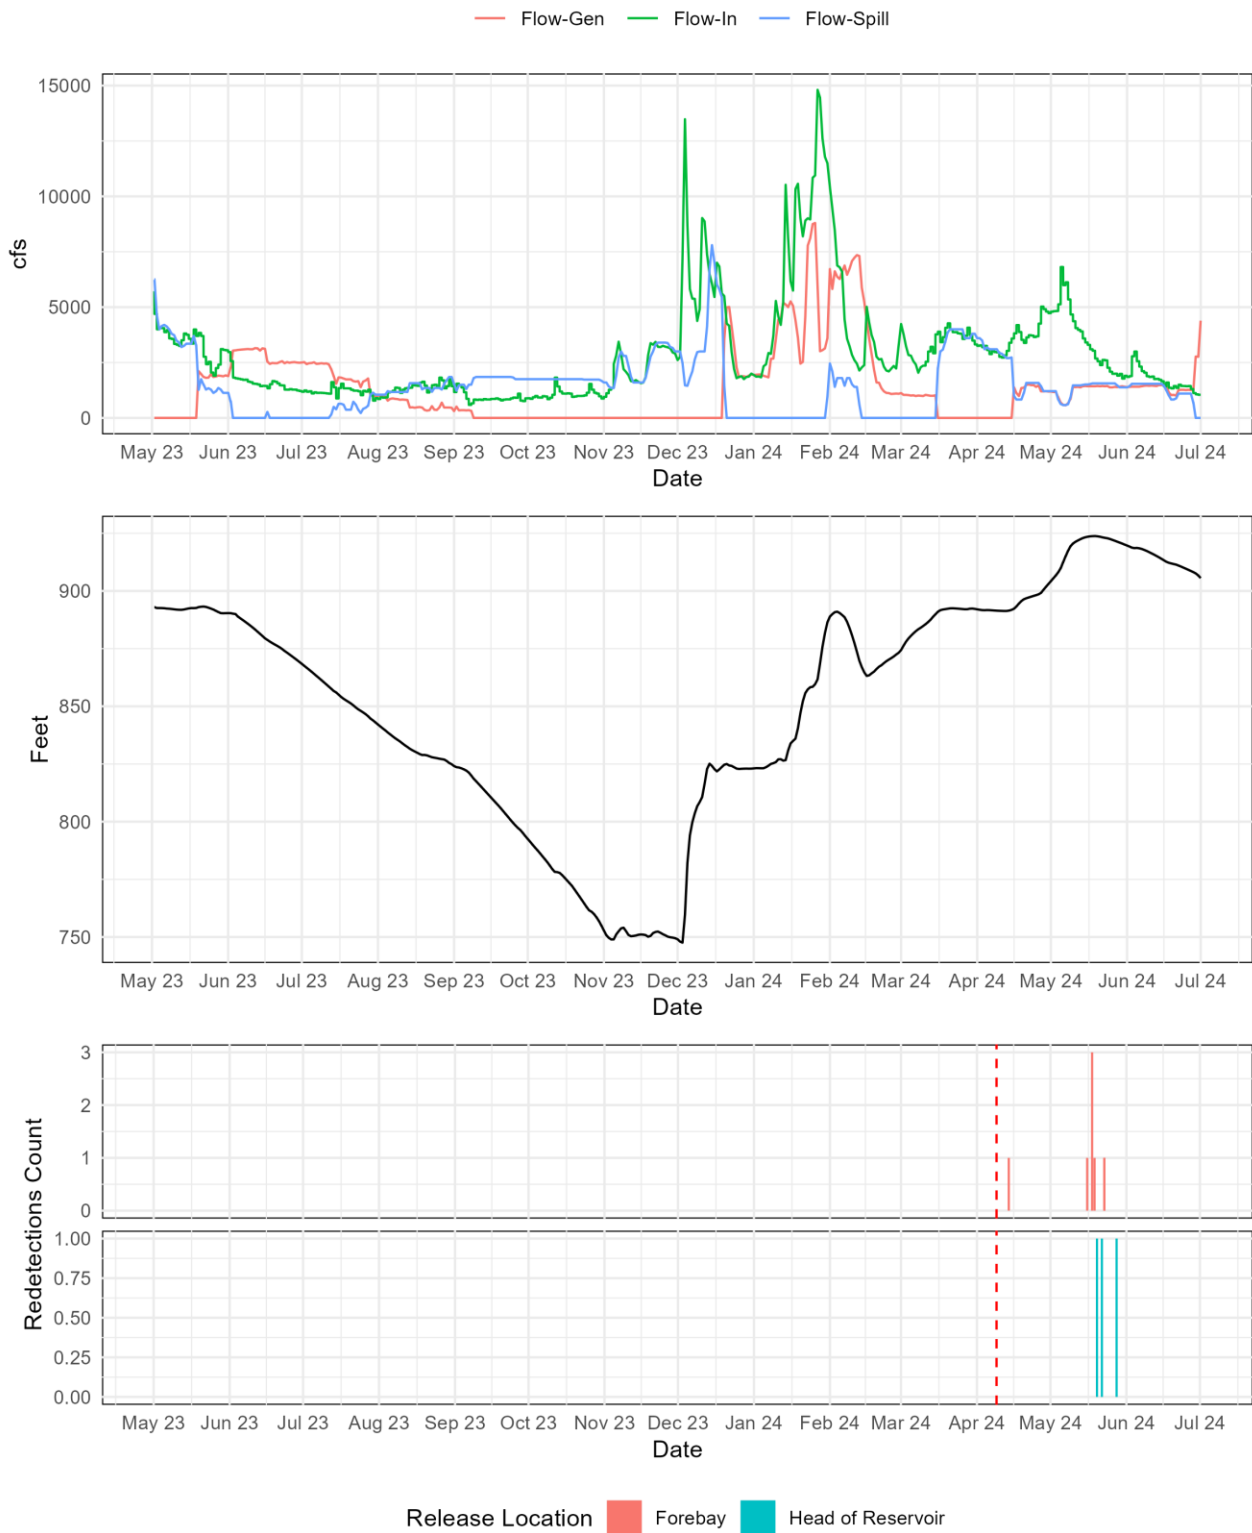 Flow-Gen Flow-In Flow-Spill
15000
10000
5000
0
cfs
May 23 Jun 23 Jul 23 Aug 23 Sep 23 Oct 23 Nov 23 Dec 23 Jan 24 Feb 24 Mar 24 Apr 24 May 24 Jun 24 Jul 24
Date
900
850
800
750
Feet
May 23 Jun 23 Jul 23 Aug 23 Sep 23 Oct 23 Nov 23 Dec 23 Jan 24 Feb 24 Mar 24 Apr 24 May 24 Jun 24 Jul 24
Date
3
2
1
0
1.00
0.75
0.50
0.25
0.00
Redetections Count
May 23 Jun 23 Jul 23 Aug 23 Sep 23 Oct 23 Nov 23 Dec 23 Jan 24 Feb 24 Mar 24 Apr 24 May 24 Jun 24 Jul 24
Date
Release Location Forebay Head of Reservoir